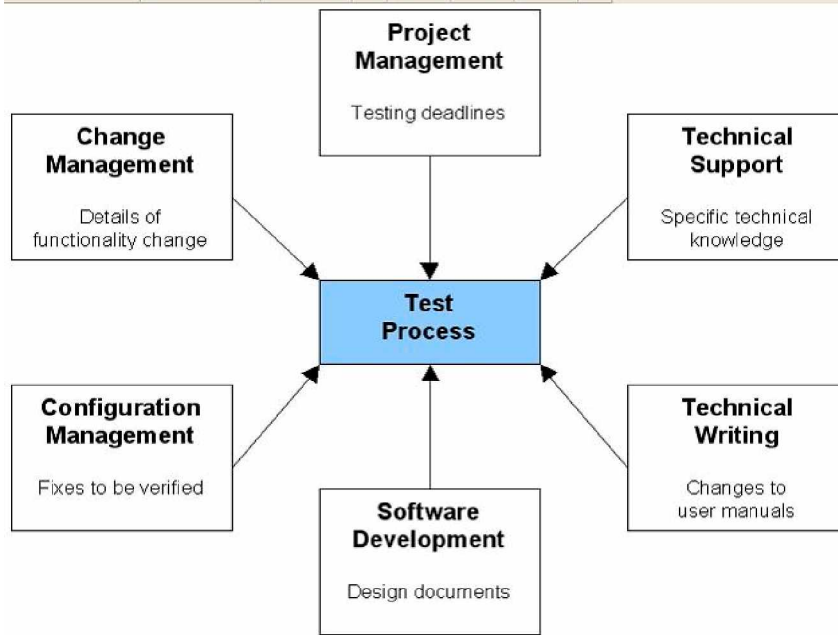 Project
Management
Testing deadlines
Change
Management
Details of
functionality change
Technical
Support
Specific technical
knowledge
Test
Process
Configuration
Management
Fixes to be verified
Software
Development
Design documents
Technical
Writing
Changes to
user manuals